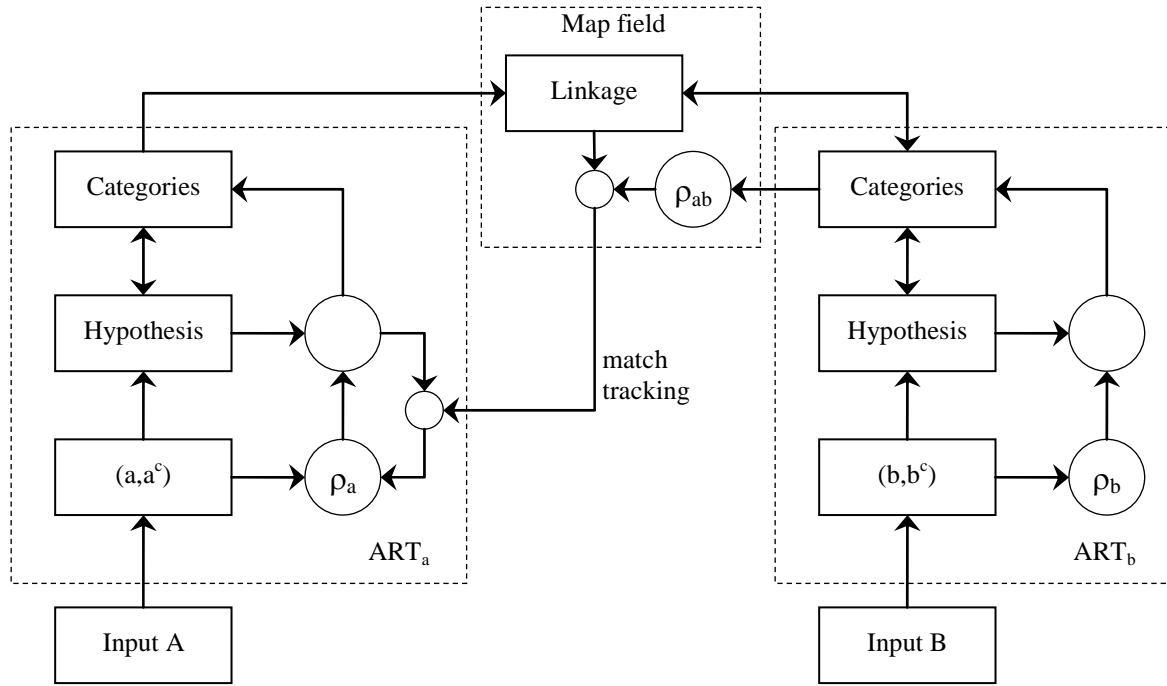 Map field
Linkage
Categories
ρab
Categories
Hypothesis
Hypothesis
match
tracking
(a,aᶜ)
ρa
(b,bᶜ)
ρb
ARTa
ARTb
Input A
Input B